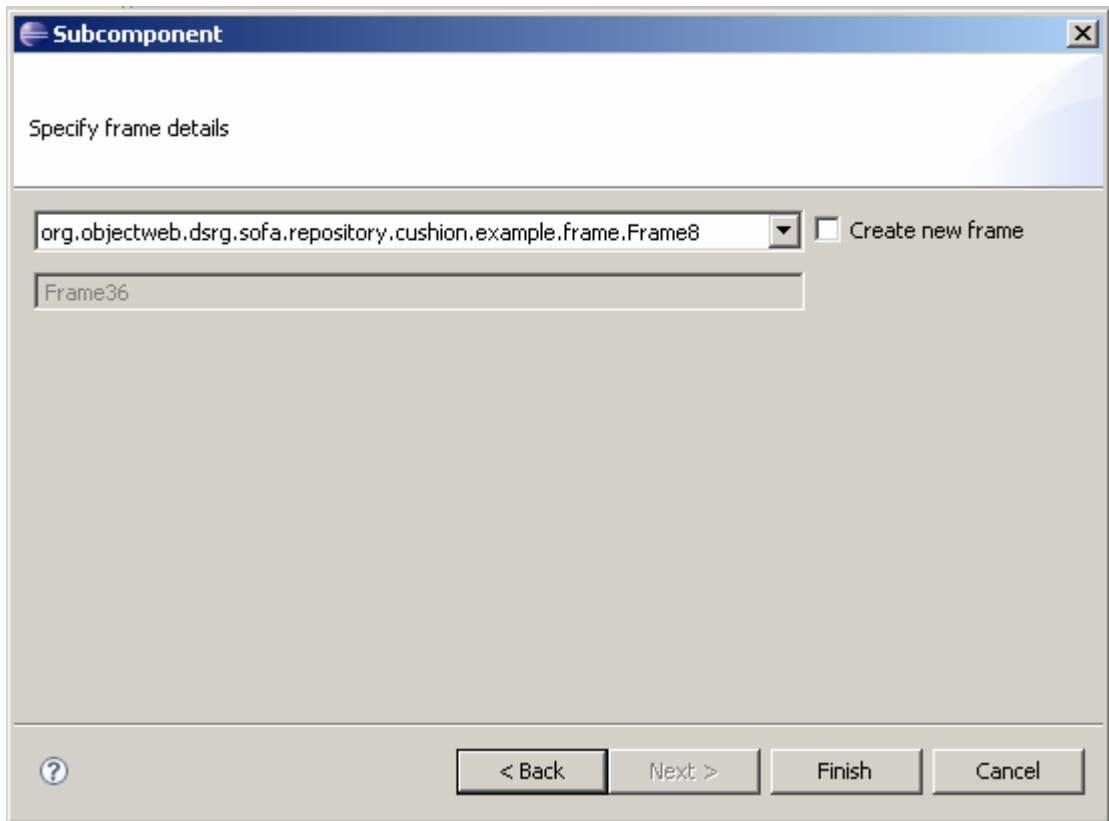 Subcomponent
Specify frame details
org.objectweb.dsrg.sofa.repository.cushion.example.frame.Frame8
Create new frame
Frame36
?
< Back
Next >
Finish
Cancel